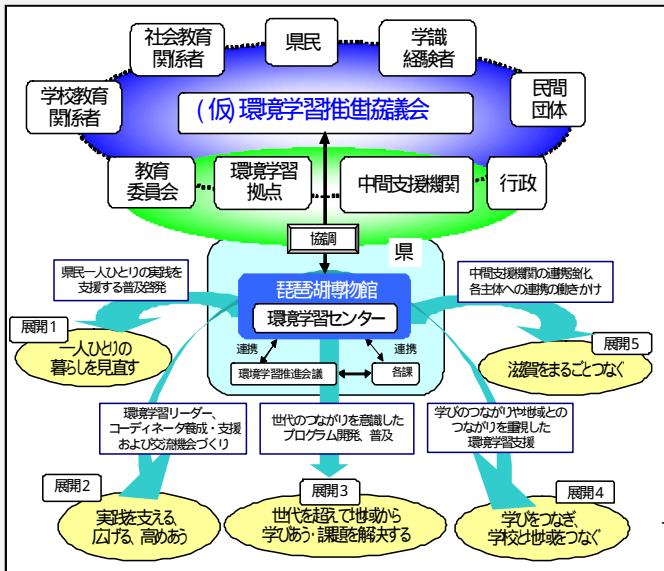 社会教育
関係者
県民
学識
経験者
学校教育
関係者
民間
団体
(仮)環境学習推進協議会
教育
委員会
環境学習
拠点
中間支援機関
行政
協調
県
県民一人ひとりの実践を
支援する普及啓発
琵琶湖博物館
環境学習センター
中間支援機関の連携強化、
各主体への連携の働きかけ
展開1
一人ひとりの
暮らしを見直す
連携
連携
環境学習推進会議
各課
展開5
滋賀をまるごとつなぐ
環境学習リーダー、
コーディネータ養成・支援
および交流機会づくり
世代のつながりを意識した
プログラム開発、普及
学びのつながりや地域との
つながりを重視した
環境学習支援
展開2
実践を支える、
広げる、高めあう
展開3
世代を超えて地域から
学びあう・課題を解決する
展開4
学びをつなぎ、
学校と地域をつなぐ